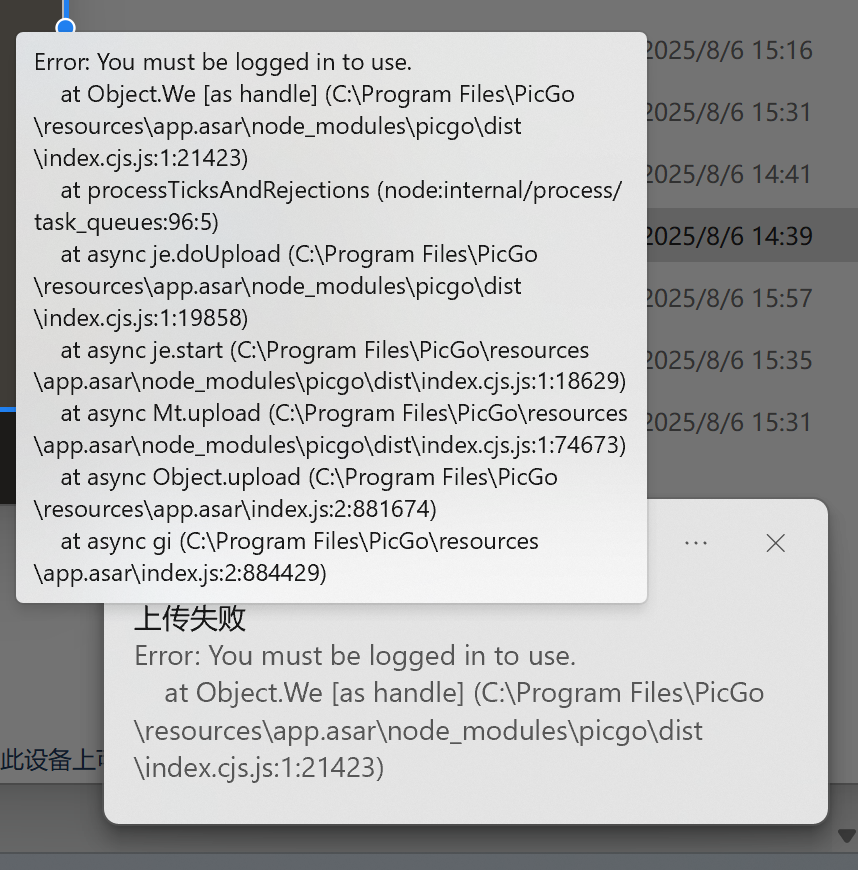 Error: You must be logged in to use.
at Object.We [as handle] (C:\Program Files\PicGo
\resources\app.asar\node_modules\picgo\dist
\index.cjs.js:1:21423)
at processTicksAndRejections (node:internal/process/
task_queues:96:5)
at async je.doUpload (C:\Program Files\PicGo
\resources\app.asar\node_modules\picgo\dist
\index.cjs.js:1:19858)
at async je.start (C:\Program Files\PicGo\resources
\app.asar\node_modules\picgo\dist\index.cjs.js:1:18629)
at async Mt.upload (C:\Program Files\PicGo\resources
\app.asar\node_modules\picgo\dist\index.cjs.js:1:74673)
at async Object.upload (C:\Program Files\PicGo
\resources\app.asar\index.js:2:881674)
at async gi (C:\Program Files\PicGo\resources
\app.asar\index.js:2:884429)
2025/8/6 15:16
2025/8/6 15:31
2025/8/6 14:41
2025/8/6 14:39
2025/8/6 15:57
2025/8/6 15:35
2025/8/6 15:31
上传失败
Error: You must be logged in to use.
at Object.We [as handle] (C:\Program Files\PicGo
\resources\app.asar\node_modules\picgo\dist
\index.cjs.js:1:21423)
此设备上